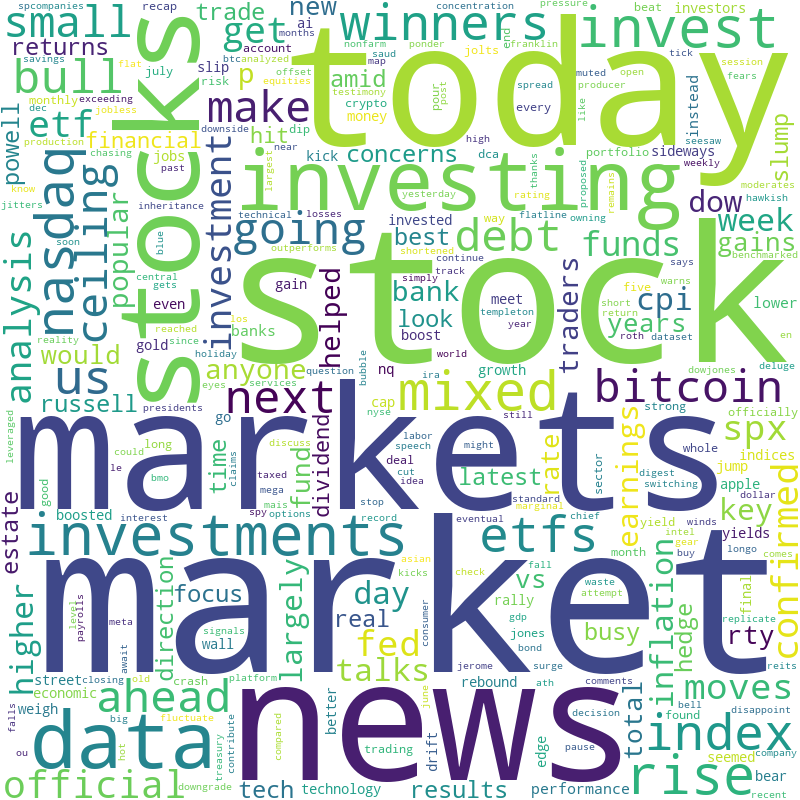 spcompanies
recap
trade
new
ai
months
concentration
pressure
beat
investors
small
get
winners
invest
today
stocks
returns
account
slip
july
savings
btc
analyzed
nonfarm
ponder
franklin
saud
map
jolts
end
tick
session
fears
flat
exceeding
bull
risk
p
amid
muted
producer
open
offset
equities
testimony
pour
post
spread
every
like
instead
slump
monthly
dec
jobless
powell
etf
financial
make
downside
hit
dip
crypto
money
production
chasing
jobs
near
high
dca
portfolio
sideways
weekly
know
past
kick
concerns
thanks
proposed
moderates
jitters
inheritance
largest
yesterday
rating
remains
flatline
hawkish
nasdaq
ceiling
popular
investment
investing
owning
dow
soon
blue
technical
losses
invested
way
going
best
debt
funds
week
gains
central
gets
outperforms
shortened
continue
track
says
benchmarked
analysis
even
gain
helped
bank
simply
meet
traders
five
warns
cpi
lower
stock
reached
gold
since
banks
look
boost
templeton
year
short
return
years
reality
would
holiday
los
anyone
question
world
roth
dataset
en
us
eyes
services
bubble
nq
growth
dowjones
deluge
russell
next
ira
mixed
bitcoin
presidents
leveraged
go
cap
nyse
still
strong
officially
could
long
le
time
discuss
labor
speech
might
rate
earnings
whole
spx
markets
good
bmo
claims
fund
dividend
deal
cut
idea
latest
sector
digest
switching
indices
jump
apple
confirmed
estate
boosted
taxed
mega
mais
stop
standard
marginal
key
interest
spy
options
record
eventual
chief
yield
dollar
yields
investments
etfs
intel
gear
winds
longo
month
buy
comes
asian
kicks
check
fall
waste
attempt
vs
inflation
hedge
final
replicate
reits
higher
level
payrolls
meta
direction
focus
largely
day
real
fed
consumer
rally
gdp
jones
busy
rty
signals
wall
talks
bond
market
street
closing
await
old
crash
platform
jerome
surge
ath
comments
rebound
moves
economic
ahead
june
bell
found
disappoint
weigh
falls
big
fluctuate
contribute
better
news
decision
total
index
data
ou
hot
compared
trading
drift
edge
pause
seemed
company
official
treasury
downgrade
tech
technology
results
performance
rise
bear
recent